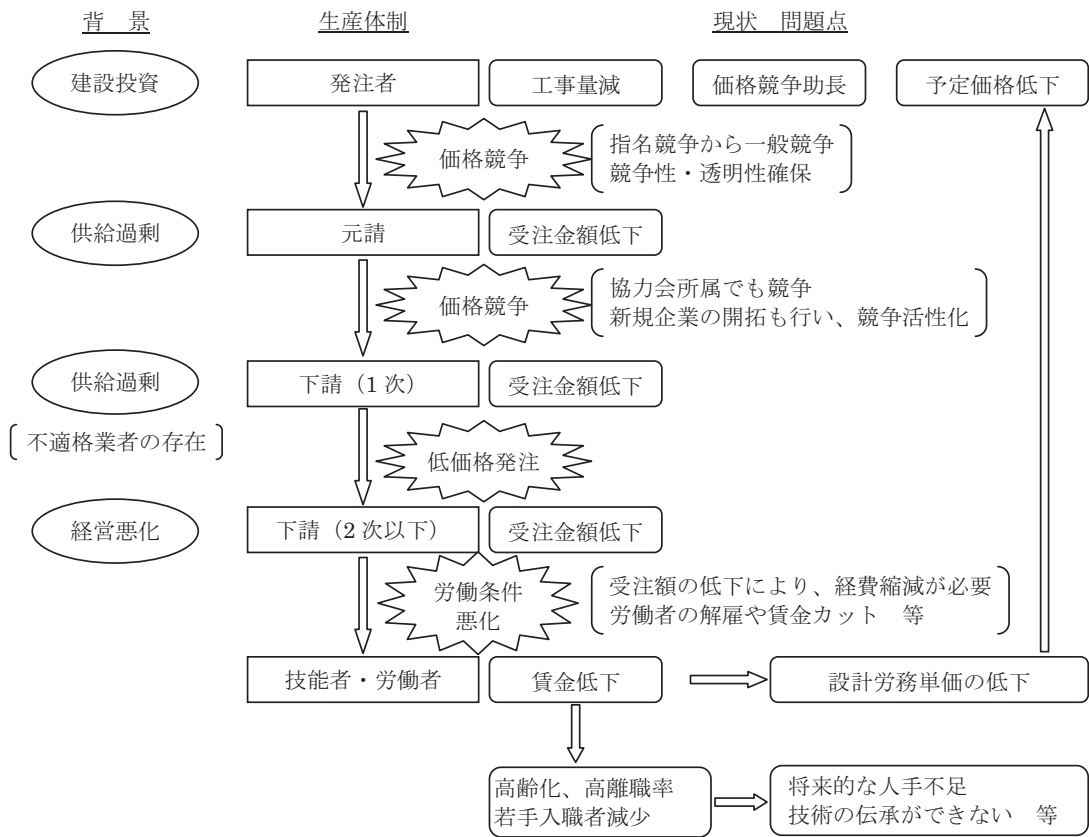 背　景
生産体制
現状　問題点
建設投資
発注者
工事量減
価格競争助長
予定価格低下
価格競争
指名競争から一般競争
競争性・透明性確保
供給過剰
元請
受注金額低下
価格競争
協力会所属でも競争
新規企業の開拓も行い、競争活性化
供給過剰
下請（1 次）
受注金額低下
不適格業者の存在
低価格発注
経営悪化
下請（2 次以下）
受注金額低下
労働条件
悪化
受注額の低下により、経費縮減が必要
労働者の解雇や賃金カット　等
技能者・労働者
賃金低下
設計労務単価の低下
高齢化、高離職率
若手入職者減少
将来的な人手不足
技術の伝承ができない　等